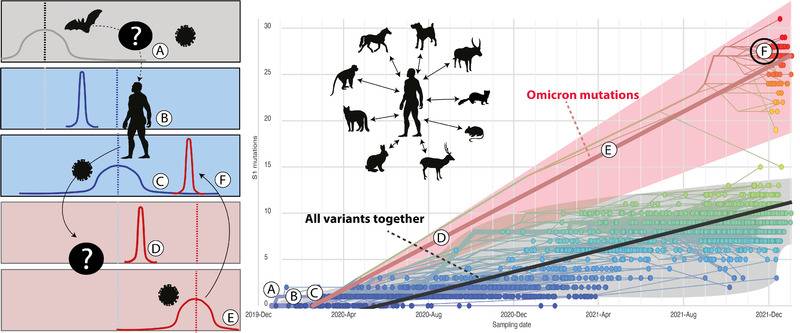 ?
A
B
C
F
D
?
E
S1 mutations
30
25
20
15
10
5
0
Omicron mutations
All variants together
A
B
C
D
E
F
2019-Dec
2020-Apr
2020-Aug
2020-Dec
2021-Apr
2021-Aug
2021-Dec
Sampling date